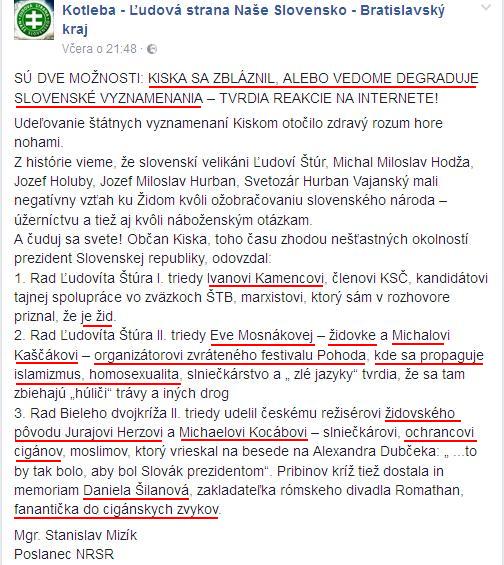 Kotleba - Ľudová strana Naše Slovensko - Bratislavský
kraj
Včera o 21:48 ·
SÚ DVE MOŽNOSTI: KISKA SA ZBLÁZNIL, ALEBO VEDOME DEGRADUJE
SLOVENSKÉ VYZNAMENANIA – TVRDIA REAKCIE NA INTERNETE!
Udeľovanie štátnych vyznamenaní Kiskom otočilo zdravý rozum hore
nohami.
Z histórie vieme, že slovenskí velikáni Ľudoví Štúr, Michal Miloslav Hodža,
Jozef Holuby, Jozef Miloslav Hurban, Svetozár Hurban Vajanský mali
negatívny vzťah ku Židom kvôli ožobračovaniu slovenského národa –
úžerníctvu a tiež aj kvôli náboženským otázkam.
A čuduj sa svete! Občan Kiska, toho času zhodou nešťastných okolností
prezident Slovenskej republiky, odovzdal:
1. Rad Ľudovíta Štúra I. triedy Ivanovi Kamencovi, členovi KSČ, kandidátovi
tajnej spolupráce vo zväzkoch ŠTB, marxistovi, ktorý sám v rozhovore
priznal, že je žid.
2. Rad Ľudovíta Štúra II. triedy Eve Mosnákovej – židovke a Michalovi
Kaščákovi – organizátorovi zvráteného festivalu Pohoda, kde sa propaguje
islamizmus, homosexualita, slniečkárstvo a „ zlé jazyky“ tvrdia, že sa tam
zbiehajú „húliči“ trávy a iných drog
3. Rad Bieleho dvojkríža II. triedy udelil českému režisérovi židovského
pôvodu Jurajovi Herzovi a Michaelovi Kocábovi – slniečkárovi, ochrancovi
cigánov, moslimov, ktorý vrieskal na besede na Alexandra Dubčeka: „ ...to
by tak bolo, aby bol Slovák prezidentom“. Pribinov kríž tiež dostala in
memoriam Daniela Šilanová, zakladateľka rómskeho divadla Romathan,
fanantička do cigánskych zvykov.
Mgr. Stanislav Mizík
Poslanec NRSR